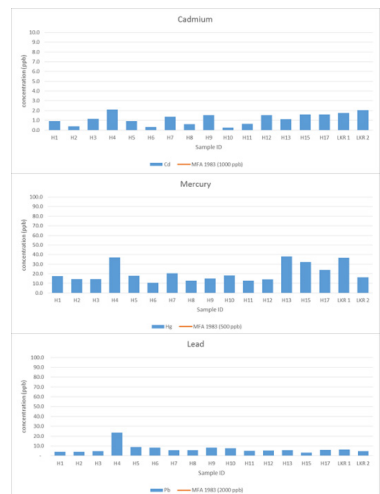 Cadmium
10.0
9.0
8.0
7.0
6.0
5.0
4.0
3.0
2.0
1.0
0.0
concentration (ppb)
H1 H2 H3 H4 H5 H6 H7 H8 H9 H10 H11 H12 H13 H15 H17 LKR 1 LKR 2
Sample ID
Cd MFA 1983 (1000 ppb)
Mercury
100.0
90.0
80.0
70.0
60.0
50.0
40.0
30.0
20.0
10.0
0.0
concentration (ppb)
H1 H2 H3 H4 H5 H6 H7 H8 H9 H10 H11 H12 H13 H15 H17 LKR 1 LKR 2
Sample ID
Hg MFA 1983 (500 ppb)
Lead
100.0
90.0
80.0
70.0
60.0
50.0
40.0
30.0
20.0
10.0
-
concentration (ppb)
H1 H2 H3 H4 H5 H6 H7 H8 H9 H10 H11 H12 H13 H15 H17 LKR 1 LKR 2
Sample ID
Pb MFA 1983 (2000 ppb)